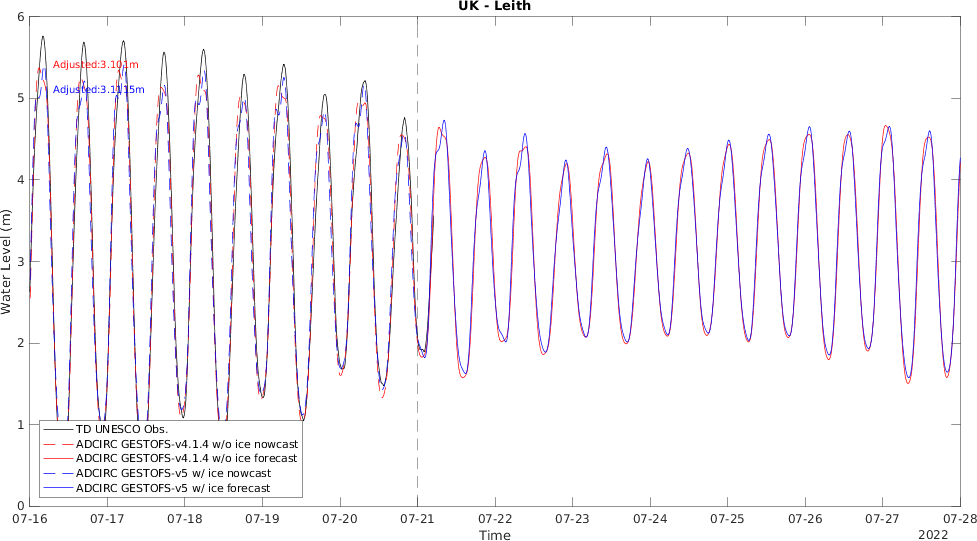 UK - Leith
6
5
4
3
2
1
0
Water Level (m)
Adjusted:3.101m
Adjusted:3.1115m
TD UNESCO Obs.
ADCIRC GESTOFS-v4.1.4 w/o ice nowcast
ADCIRC GESTOFS-v4.1.4 w/o ice forecast
ADCIRC GESTOFS-v5 w/ ice nowcast
ADCIRC GESTOFS-v5 w/ ice forecast
07-16 07-17 07-18 07-19 07-20 07-21 07-22 07-23 07-24 07-25 07-26 07-27 07-28
Time
2022